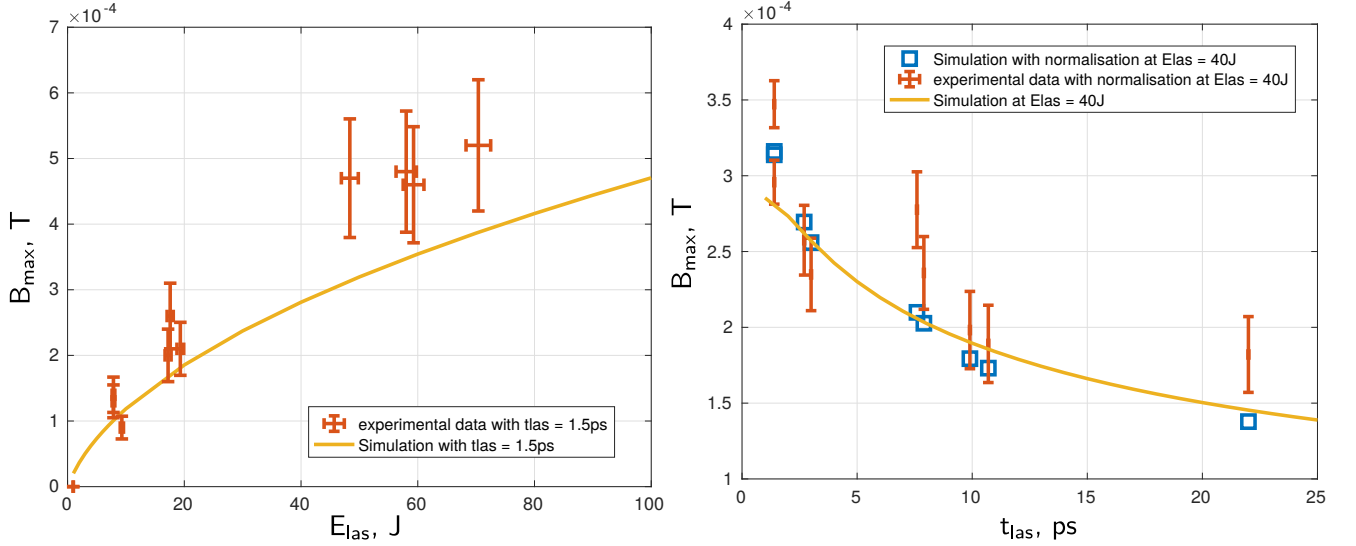 ×10⁻⁴
7
6
5
4
3
2
1
0
B_max, T
0 20 40 60 80 100
E_las, J
experimental data with tlas = 1.5ps
Simulation with tlas = 1.5ps
×10⁻⁴
4
3.5
3
2.5
2
1.5
1
B_max, T
0 5 10 15 20 25
t_las, ps
Simulation with normalisation at Elas = 40J
experimental data with normalisation at Elas = 40J
Simulation at Elas = 40J